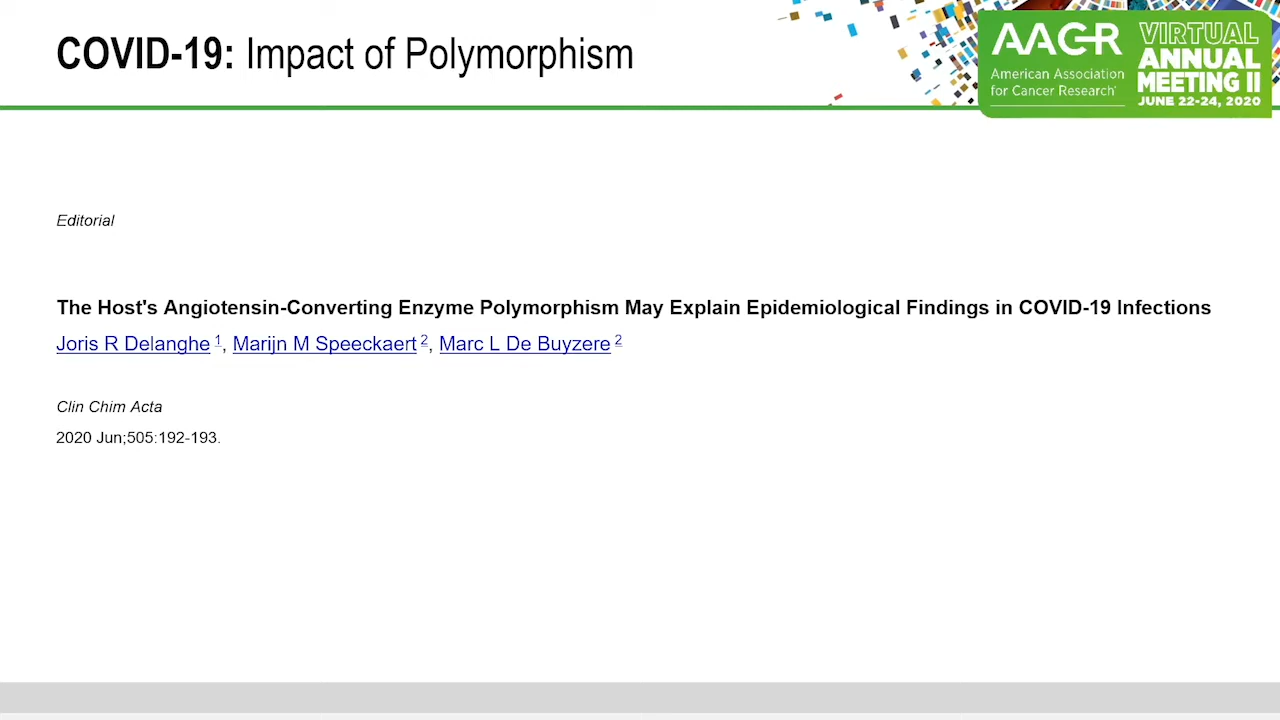 COVID-19: Impact of Polymorphism
AACR
American Association
for Cancer Research®
VIRTUAL
ANNUAL
MEETING II
JUNE 22-24, 2020
Editorial
The Host's Angiotensin-Converting Enzyme Polymorphism May Explain Epidemiological Findings in COVID-19 Infections
Joris R Delanghe 1, Marijn M Speeckaert 2, Marc L De Buyzere 2
Clin Chim Acta
2020 Jun;505:192-193.